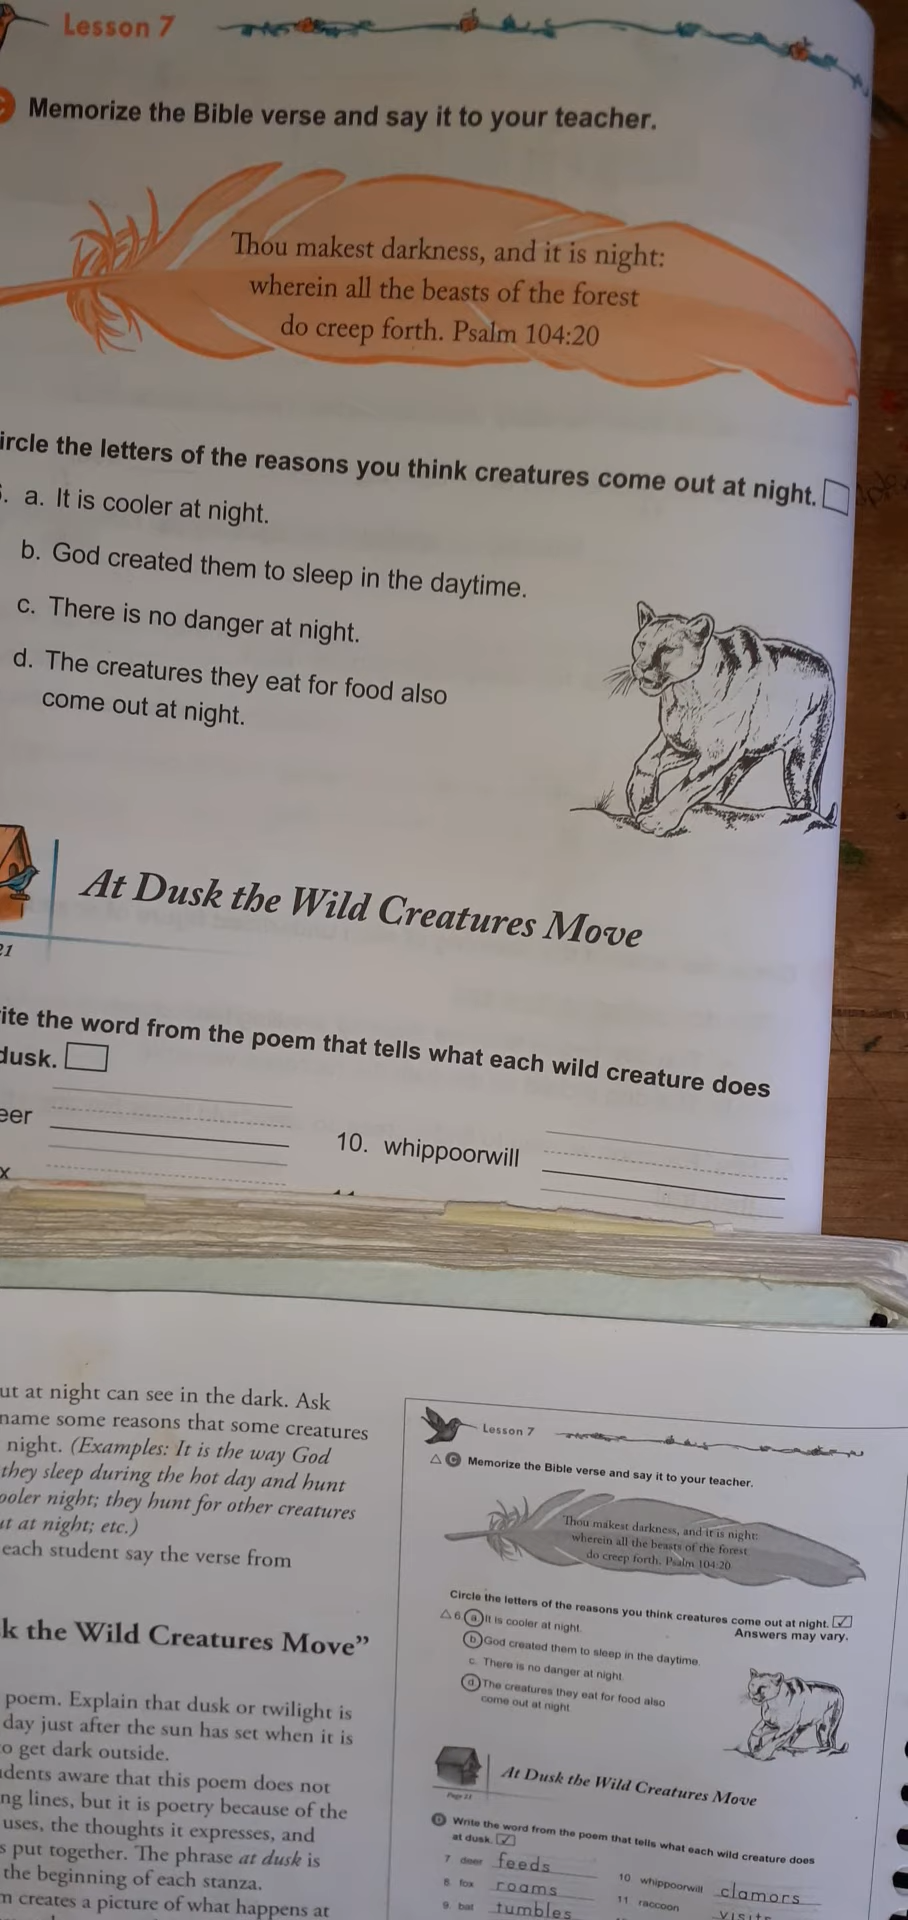 Lesson 7
C Memorize the Bible verse and say it to your teacher.
Thou makest darkness, and it is night:
wherein all the beasts of the forest
do creep forth. Psalm 104:20
ircle the letters of the reasons you think creatures come out at night.
a. It is cooler at night.
b. God created them to sleep in the daytime.
c. There is no danger at night.
d. The creatures they eat for food also
come out at night.
At Dusk the Wild Creatures Move
21
ite the word from the poem that tells what each wild creature does
dusk.
eer
10. whippoorwill
x
ut at night can see in the dark. Ask
name some reasons that some creatures
night. (Examples: It is the way God
they sleep during the hot day and hunt
ooler night; they hunt for other creatures
ut at night; etc.)
each student say the verse from
k the Wild Creatures Move”
poem. Explain that dusk or twilight is
day just after the sun has set when it is
o get dark outside.
dents aware that this poem does not
ng lines, but it is poetry because of the
uses, the thoughts it expresses, and
s put together. The phrase at dusk is
the beginning of each stanza.
m creates a picture of what happens at
Lesson 7
C Memorize the Bible verse and say it to your teacher.
Thou makest darkness, and it is night:
wherein all the beasts of the forest
do creep forth. Psalm 104:20
Circle the letters of the reasons you think creatures come out at night.
Answers may vary.
6. a. It is cooler at night.
b. God created them to sleep in the daytime.
c. There is no danger at night.
d. The creatures they eat for food also
come out at night.
At Dusk the Wild Creatures Move
Page 21
D Write the word from the poem that tells what each wild creature does
at dusk.
7. deer feeds
10. whippoorwill clamors
8. fox roams
11. raccoon visits
9. bat tumbles